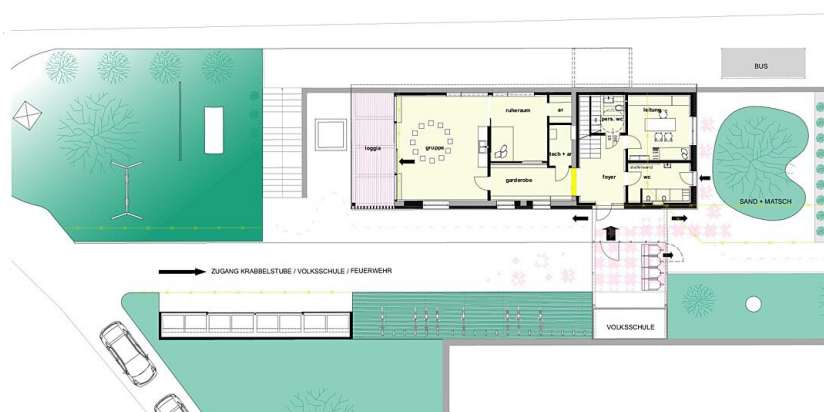 BUS
ruheraum
ar
leitung
pers. wc
loggia
gruppe
tech + ar
garderobe
foyer
wc
SAND + MATSCH
ZUGANG KRABBELSTUBE / VOLKSSCHULE / FEUERWEHR
VOLKSSCHULE